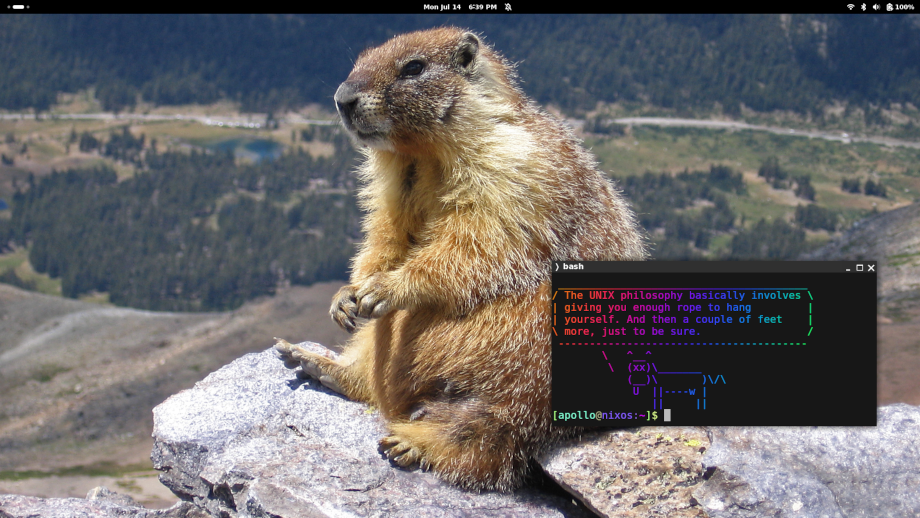 Mon Jul 14 6:39 PM
100%
❯ bash
/ The UNIX philosophy basically involves \
| giving you enough rope to hang |
| yourself. And then a couple of feet |
\ more, just to be sure. /
----------------------------------------
\ ^__^
\ (xx)\_______
(__)\ )\/\
U ||----w |
|| ||
[apollo@nixos:~]$